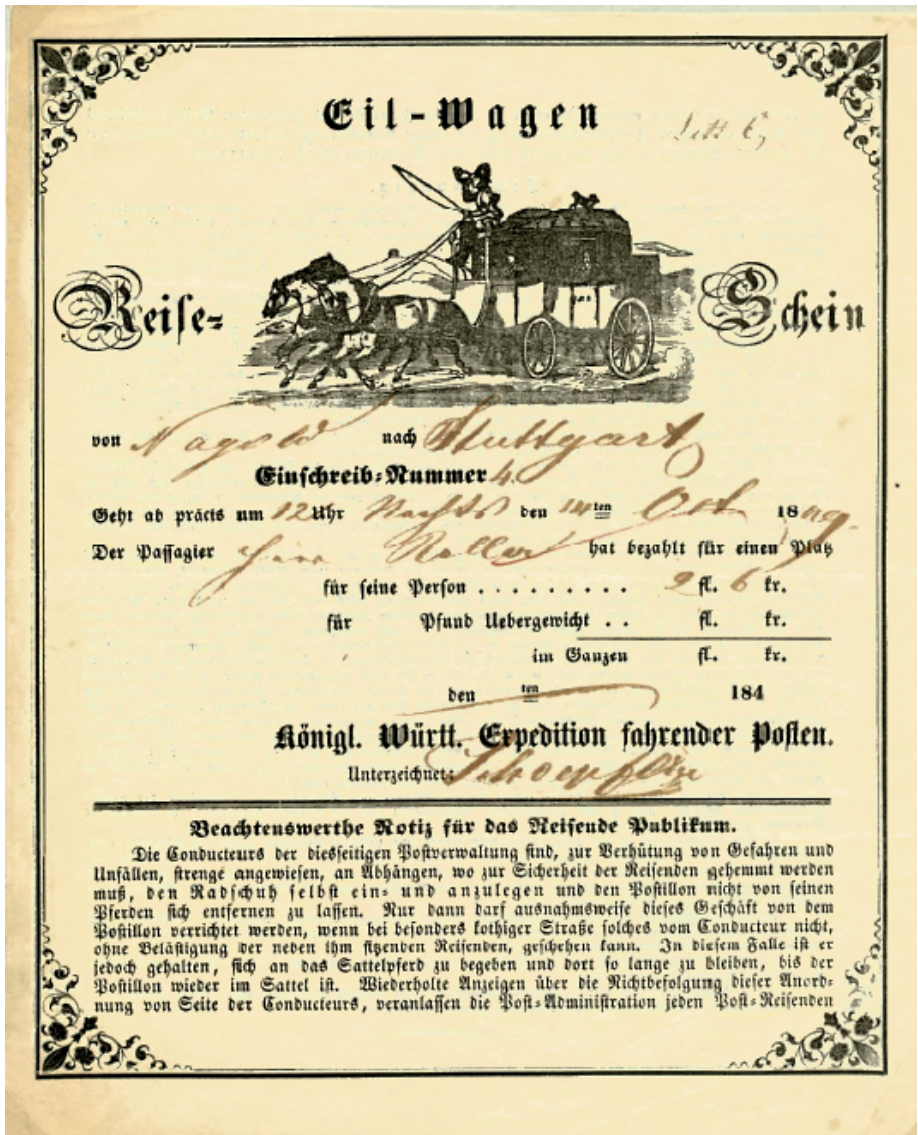 Eil-Wagen
Reise-Schein
von Nagold nach Stuttgart
Einschreib-Nummer 4.
Geht ab präcis um 12 Uhr Nachts den 14ten Oct. 1849.
Der Passagier Herr Roller hat bezahlt für einen Platz
für seine Person . . . . . . . . . 2 fl. 6 kr.
für Pfund Uebergewicht . . fl. kr.
im Ganzen fl. kr.
den ten 184
Königl. Württ. Expedition fahrender Posten.
Unterzeichnet:
Beachtenswerthe Notiz für das Reisende Publikum.
Die Conducteurs der diesseitigen Postverwaltung sind, zur Verhütung von Gefahren und
Unfällen, strenge angewiesen, an Abhängen, wo zur Sicherheit der Reisenden gehemmt werden
muß, den Radschuh selbst ein- und anzulegen und den Postillon nicht von seinen
Pferden sich entfernen zu lassen. Nur dann darf ausnahmsweise dieses Geschäft von dem
Postillon verrichtet werden, wenn bei besonders kothiger Straße solches vom Conducteur nicht,
ohne Belästigung der neben ihm sitzenden Reisenden, geschehen kann. In diesem Falle ist er
jedoch gehalten, sich an das Sattelpferd zu begeben und dort so lange zu bleiben, bis der
Postillon wieder im Sattel ist. Wiederholte Anzeigen über die Nichtbefolgung dieser Anord-
nung von Seite der Conducteurs, veranlassen die Post-Administration jeden Post-Reisenden